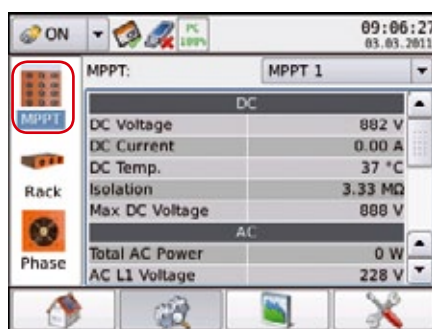 ON
PC
100%
09:06:27
03.03.2011
MPPT:
MPPT 1
MPPT
DC
DC Voltage 882 V
DC Current 0.00 A
DC Temp. 37 °C
Rack
Isolation 3.33 MΩ
Max DC Voltage 888 V
AC
Phase
Total AC Power 0 W
AC L1 Voltage 228 V